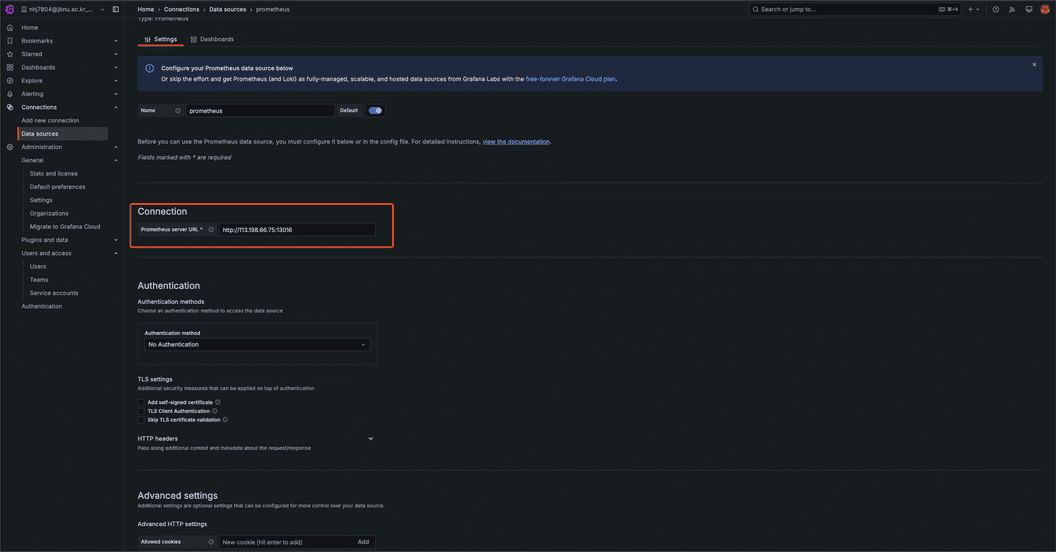 nhj7804@jbnu.ac.kr_...
Home › Connections › Data sources › prometheus
Search or jump to...
⌘+k
Type: Prometheus
Home
Bookmarks
Starred
Dashboards
Explore
Alerting
Connections
Add new connection
Data sources
Administration
General
Stats and license
Default preferences
Settings
Organizations
Migrate to Grafana Cloud
Plugins and data
Users and access
Users
Teams
Service accounts
Authentication
Settings
Dashboards
Configure your Prometheus data source below
Or skip the effort and get Prometheus (and Loki) as fully-managed, scalable, and hosted data sources from Grafana Labs with the free-forever Grafana Cloud plan.
Name prometheus Default
Before you can use the Prometheus data source, you must configure it below or in the config file. For detailed instructions, view the documentation.
Fields marked with * are required
Connection
Prometheus server URL * http://113.198.66.75:13016
Authentication
Authentication methods
Choose an authentication method to access the data source
Authentication method
No Authentication
TLS settings
Additional security measures that can be applied on top of authentication
Add self-signed certificate
TLS Client Authentication
Skip TLS certificate validation
HTTP headers
Pass along additional context and metadata about the request/response
Advanced settings
Additional settings are optional settings that can be configured for more control over your data source.
Advanced HTTP settings
Allowed cookies New cookie (hit enter to add) Add